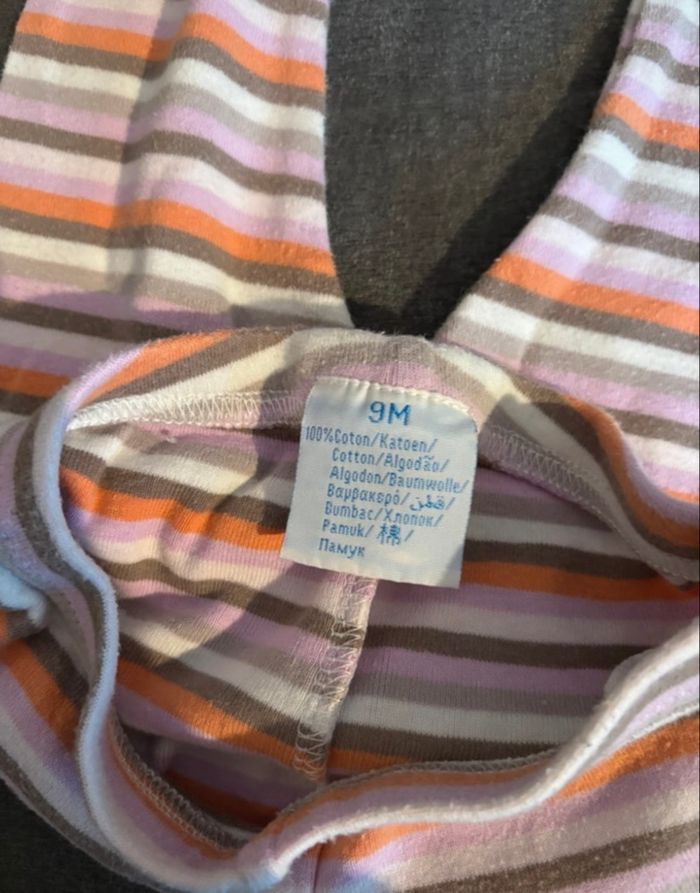 9M
100%Coton/Katoen/
Cotton/Algodão/
Algodon/Baumwolle/
Βαμβακερό/قطن/
Bumbac/Хлопок/
Pamuk/棉/
Памук